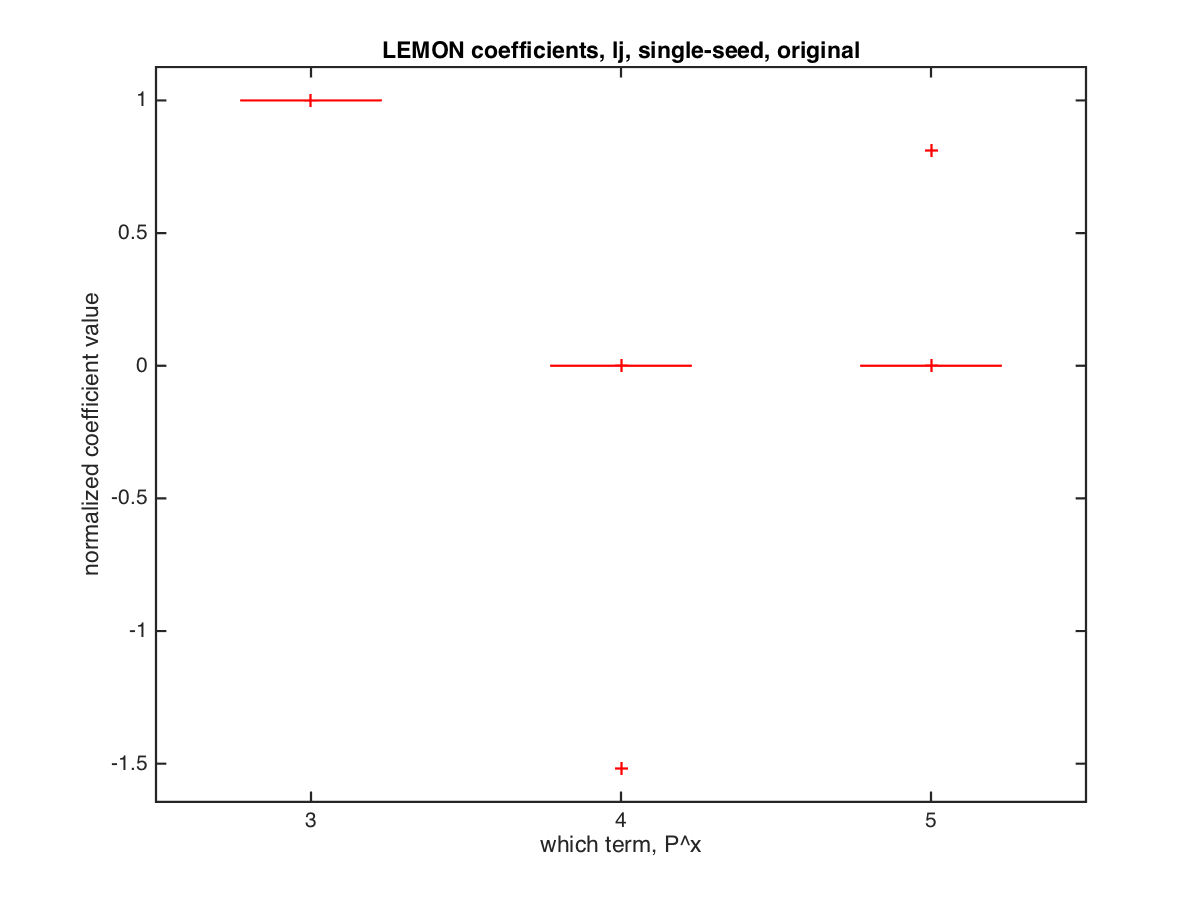 LEMON coefficients, lj, single-seed, original
1
0.5
0
-0.5
-1
-1.5
normalized coefficient value
3 4 5
which term, P^x